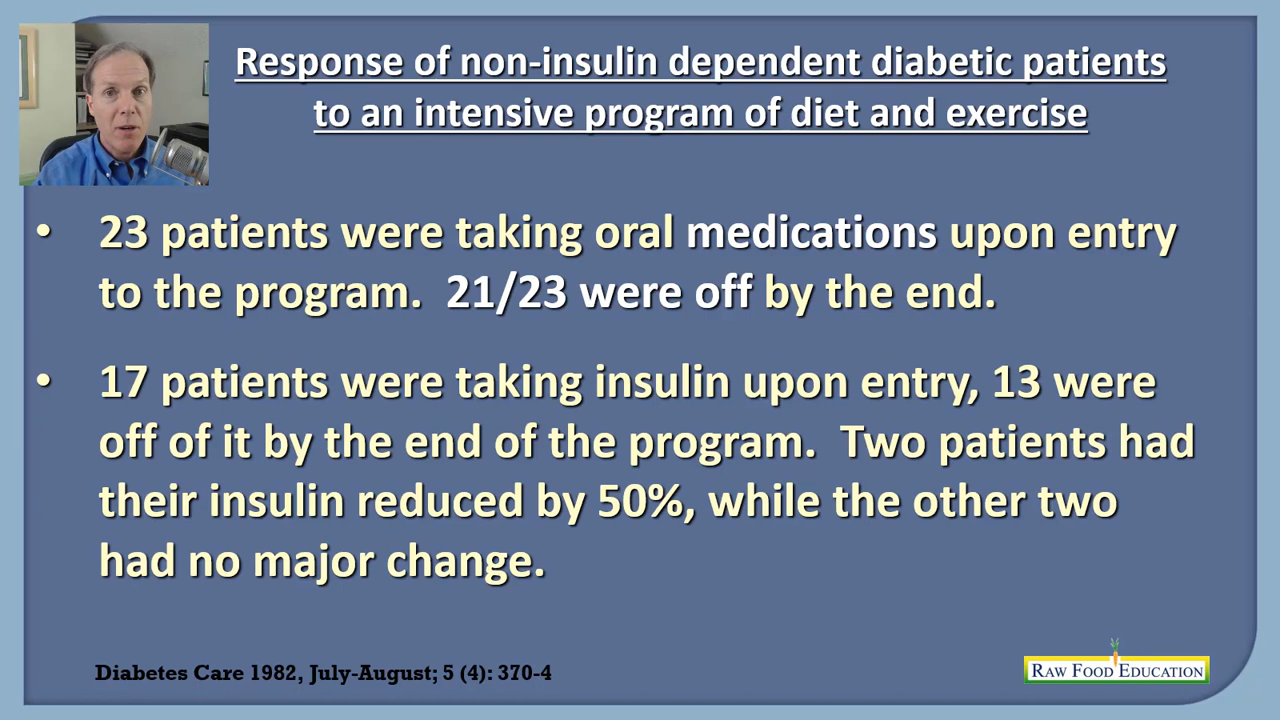 Response of non-insulin dependent diabetic patients
to an intensive program of diet and exercise
• 23 patients were taking oral medications upon entry
to the program. 21/23 were off by the end.
• 17 patients were taking insulin upon entry, 13 were
off of it by the end of the program. Two patients had
their insulin reduced by 50%, while the other two
had no major change.
Diabetes Care 1982, July-August; 5 (4): 370-4
RAW FOOD EDUCATION